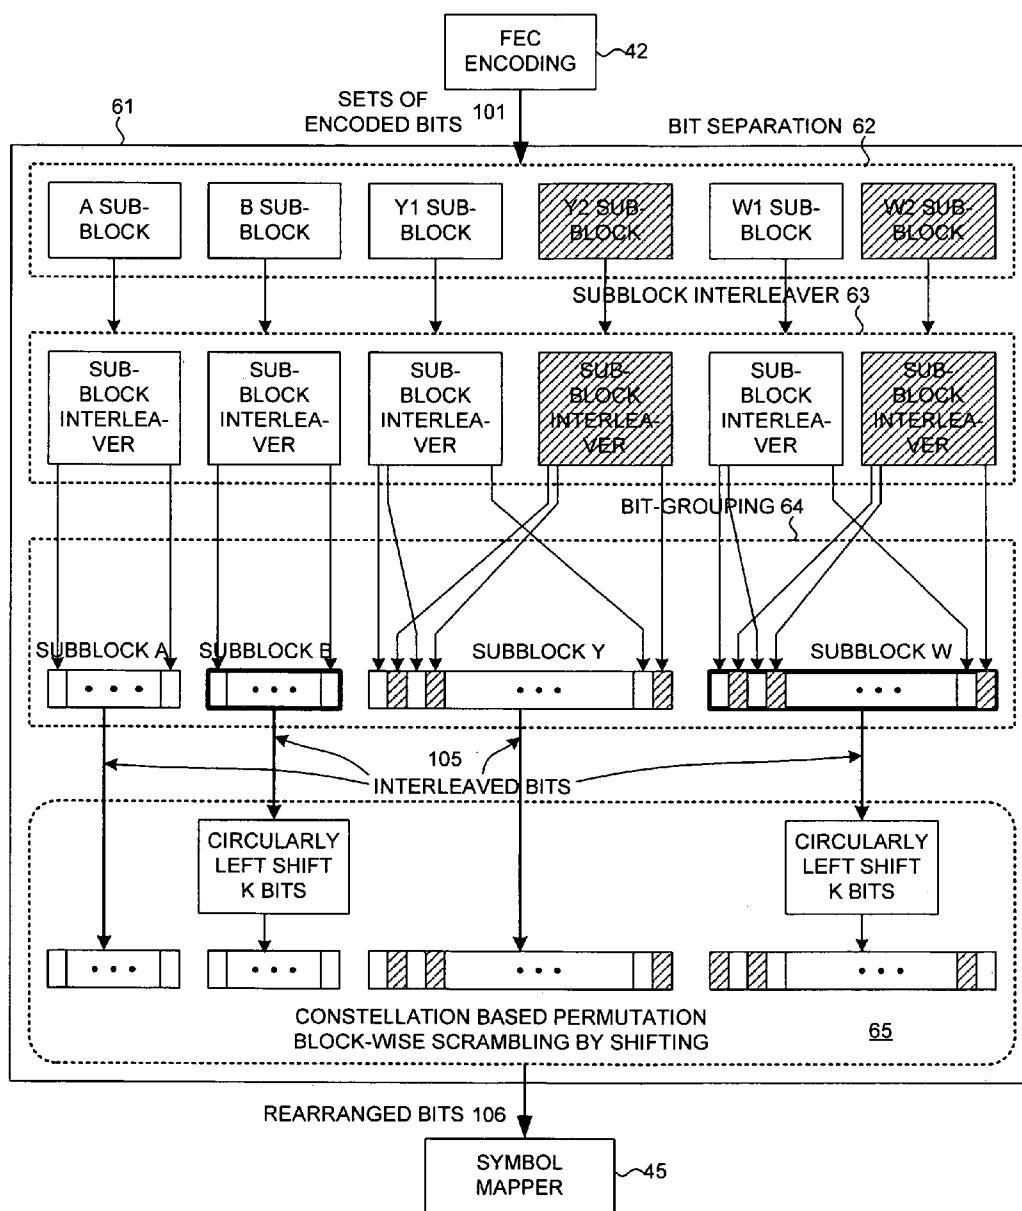 FEC
ENCODING
42
SETS OF
ENCODED BITS
101
61
BIT SEPARATION 62
A SUB-
BLOCK
B SUB-
BLOCK
Y1 SUB-
BLOCK
Y2 SUB-
BLOCK
W1 SUB-
BLOCK
W2 SUB-
BLOCK
SUBBLOCK INTERLEAVER 63
SUB-
BLOCK
INTERLEA-
VER
SUB-
BLOCK
INTERLEA-
VER
SUB-
BLOCK
INTERLEA-
VER
SUB-
BLOCK
INTERLEA-
VER
SUB-
BLOCK
INTERLEA-
VER
SUB-
BLOCK
INTERLEA-
VER
BIT-GROUPING 64
SUBBLOCK A
SUBBLOCK B
SUBBLOCK Y
SUBBLOCK W
105
INTERLEAVED BITS
CIRCULARLY
LEFT SHIFT
K BITS
CIRCULARLY
LEFT SHIFT
K BITS
CONSTELLATION BASED PERMUTATION
BLOCK-WISE SCRAMBLING BY SHIFTING
65
REARRANGED BITS 106
SYMBOL
MAPPER
45